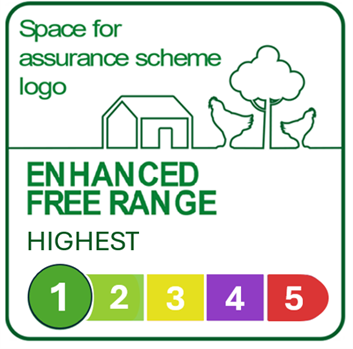 Space for
assurance scheme
logo
ENHANCED
FREE RANGE
HIGHEST
1 2 3 4 5